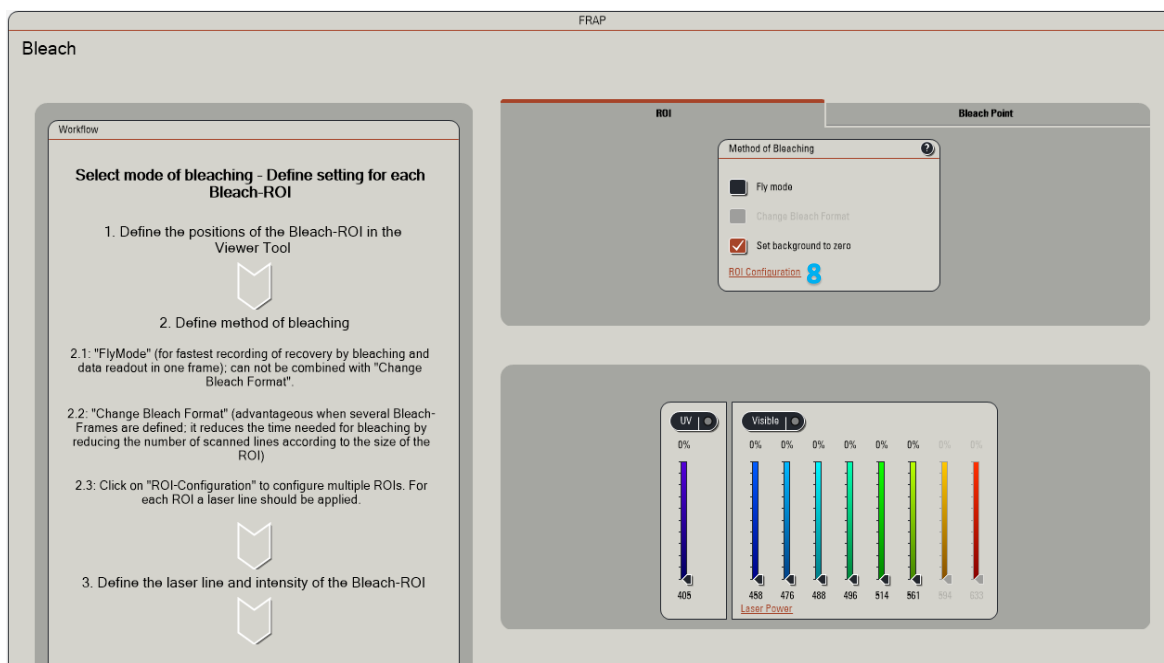 FRAP
Bleach
Workflow
Select mode of bleaching - Define setting for each
Bleach-ROI
1. Define the positions of the Bleach-ROI in the
Viewer Tool
2. Define method of bleaching
2.1: "FlyMode" (for fastest recording of recovery by bleaching and
data readout in one frame); can not be combined with "Change
Bleach Format".
2.2: "Change Bleach Format" (advantageous when several Bleach-
Frames are defined; it reduces the time needed for bleaching by
reducing the number of scanned lines according to the size of the
ROI)
2.3: Click on "ROI-Configuration" to configure multiple ROIs. For
each ROI a laser line should be applied.
3. Define the laser line and intensity of the Bleach-ROI
ROI
Bleach Point
Method of Bleaching ?
Fly mode
Change Bleach Format
Set background to zero
ROI Configuration 8
UV
0%
405
Visible
0% 0% 0% 0% 0% 0% 0% 0%
458 476 488 496 514 561 594 633
Laser Power